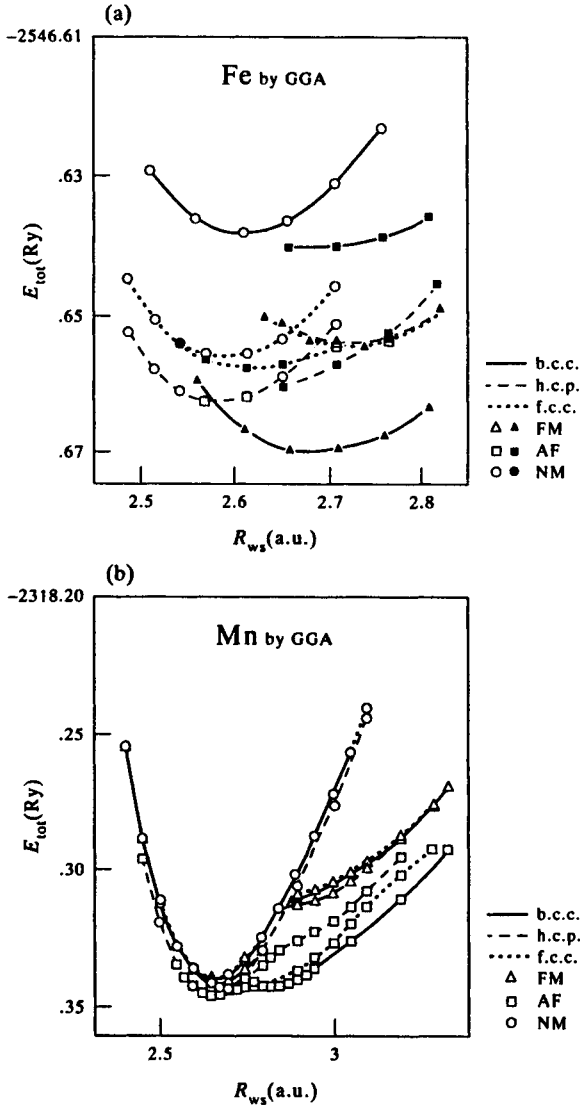 (a)
−2546.61
Fe by GGA
.63
.65
.67
E_tot(Ry)
2.5 2.6 2.7 2.8
R_ws(a.u.)
b.c.c.
h.c.p.
f.c.c.
FM
AF
NM
(b)
−2318.20
Mn by GGA
.25
.30
.35
E_tot(Ry)
2.5 3
R_ws(a.u.)
b.c.c.
h.c.p.
f.c.c.
FM
AF
NM